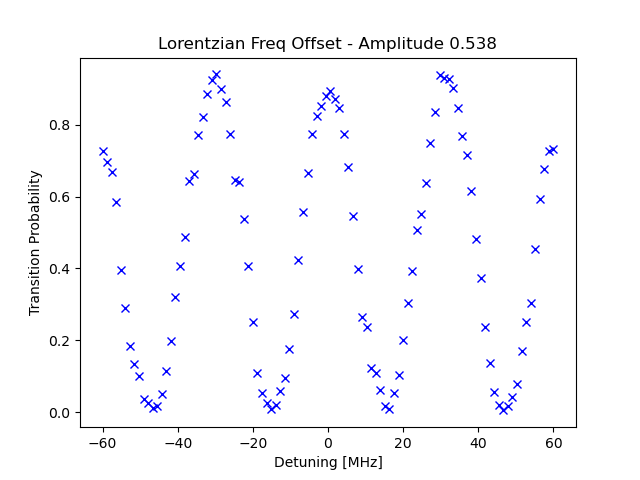 Lorentzian Freq Offset - Amplitude 0.538
Transition Probability
0.8
0.6
0.4
0.2
0.0
−60 −40 −20 0 20 40 60
Detuning [MHz]